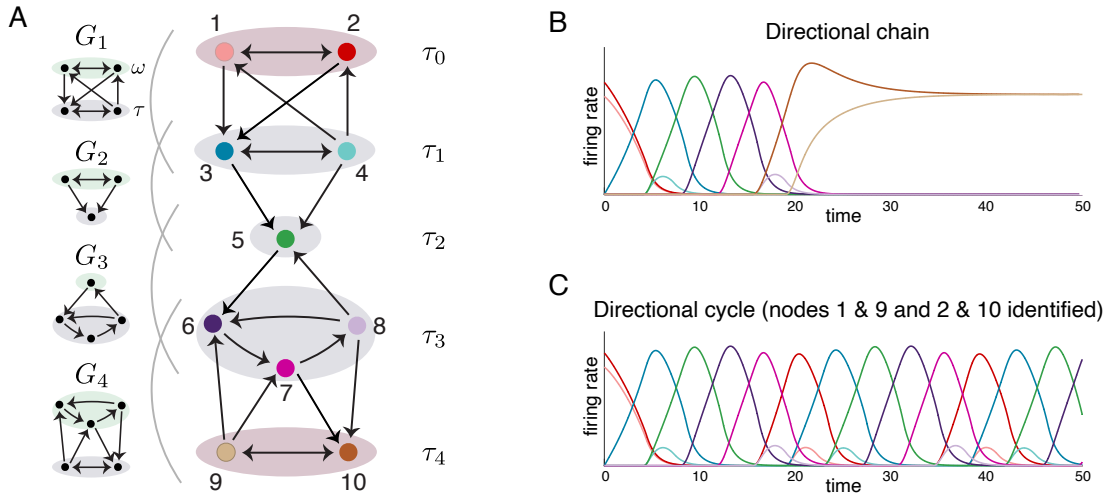 A
G₁
ω
τ
G₂
G₃
G₄
1 2
τ₀
3 4
τ₁
5
τ₂
6 8
7
τ₃
9 10
τ₄
B
Directional chain
firing rate
0 10 20 30 40 50
time
C
Directional cycle (nodes 1 & 9 and 2 & 10 identified)
firing rate
0 10 20 30 40 50
time